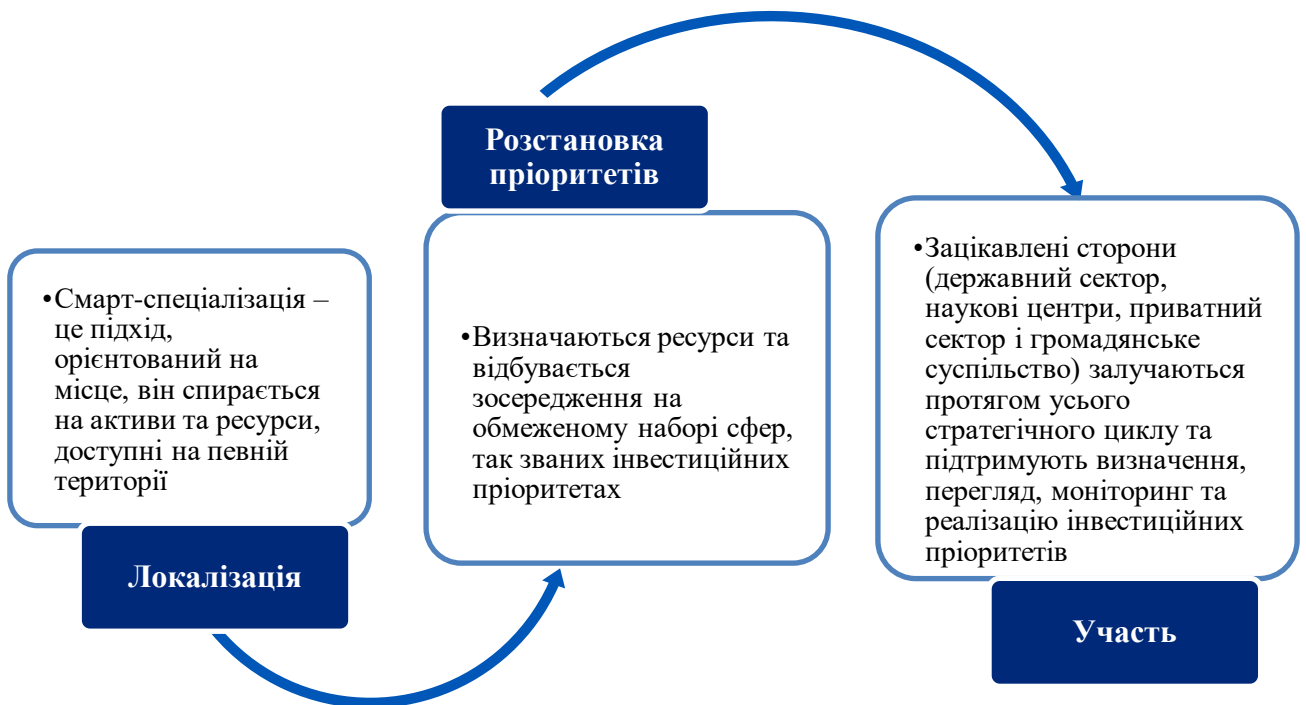 •Смарт-спеціалізація –
це підхід,
орієнтований на
місце, він спирається
на активи та ресурси,
доступні на певній
території
Локалізація
Розстановка
пріоритетів
•Визначаються ресурси та
відбувається
зосередження на
обмеженому наборі сфер,
так званих інвестиційних
пріоритетах
•Зацікавлені сторони
(державний сектор,
наукові центри, приватний
сектор і громадянське
суспільство) залучаються
протягом усього
стратегічного циклу та
підтримують визначення,
перегляд, моніторинг та
реалізацію інвестиційних
пріоритетів
Участь